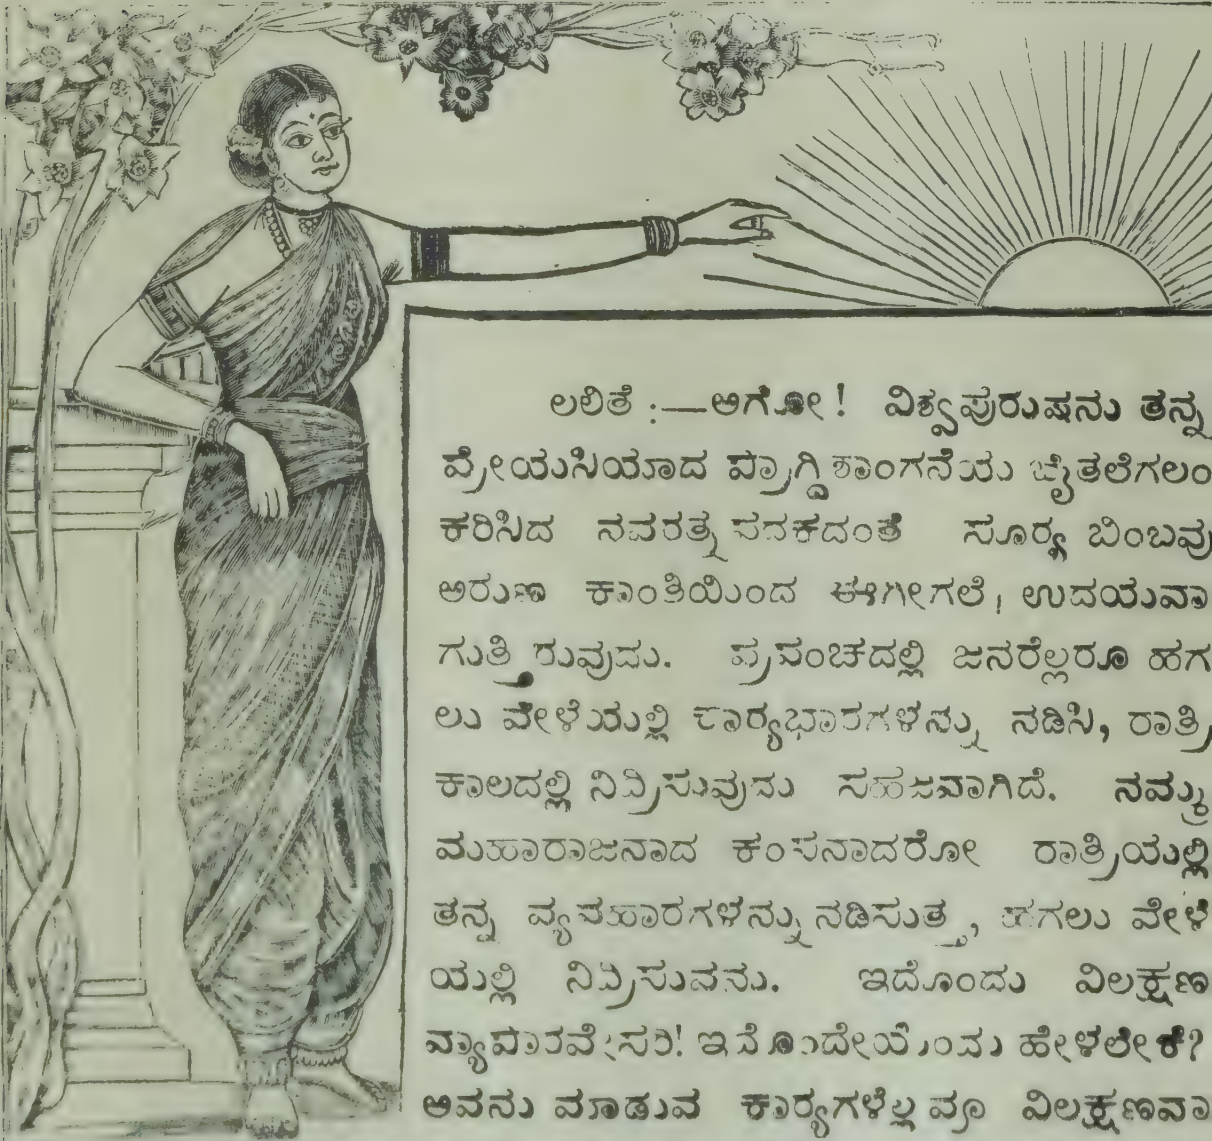 ಲಲಿತೆ :—ಅಗೋ! ವಿಶ್ವಪುರುಷನು ತನ್ನ
ಪ್ರೇಯಸಿಯಾದ ಪ್ರಾಗ್ದಿಶಾಂಗನೆಯ ಬೈತಲೆಗಲಂ
ಕರಿಸಿದ ನವರತ್ನ ಪದಕದಂತೆ ಸೂರ್ಯ ಬಿಂಬವು
ಅರುಣ ಕಾಂತಿಯಿಂದ ಈಗೀಗಲೆ, ಉದಯವಾ
ಗುತ್ತಿರುವುದು. ಪ್ರಪಂಚದಲ್ಲಿ ಜನರೆಲ್ಲರೂ ಹಗ
ಲು ವೇಳೆಯಲ್ಲಿ ಕಾರ್ಯಭಾರಗಳನ್ನು ನಡಿಸಿ, ರಾತ್ರಿ
ಕಾಲದಲ್ಲಿ ನಿದ್ರಿಸುವುದು ಸಹಜವಾಗಿದೆ. ನಮ್ಮ
ಮಹಾರಾಜನಾದ ಕಂಸನಾದರೋ ರಾತ್ರಿಯಲ್ಲಿ
ತನ್ನ ವ್ಯವಹಾರಗಳನ್ನು ನಡಿಸುತ್ತ, ಹಗಲು ವೇಳೆ
ಯಲ್ಲಿ ನಿದ್ರಿಸುವನು. ಇದೊಂದು ವಿಲಕ್ಷಣ
ವ್ಯಾಪಾರವೇಸರಿ! ಇದೊಂದೇಯೆಂದು ಹೇಳಲೇಕೆ?
ಅವನು ಮಾಡುವ ಕಾರ್ಯಗಳೆಲ್ಲವೂ ವಿಲಕ್ಷಣವಾ